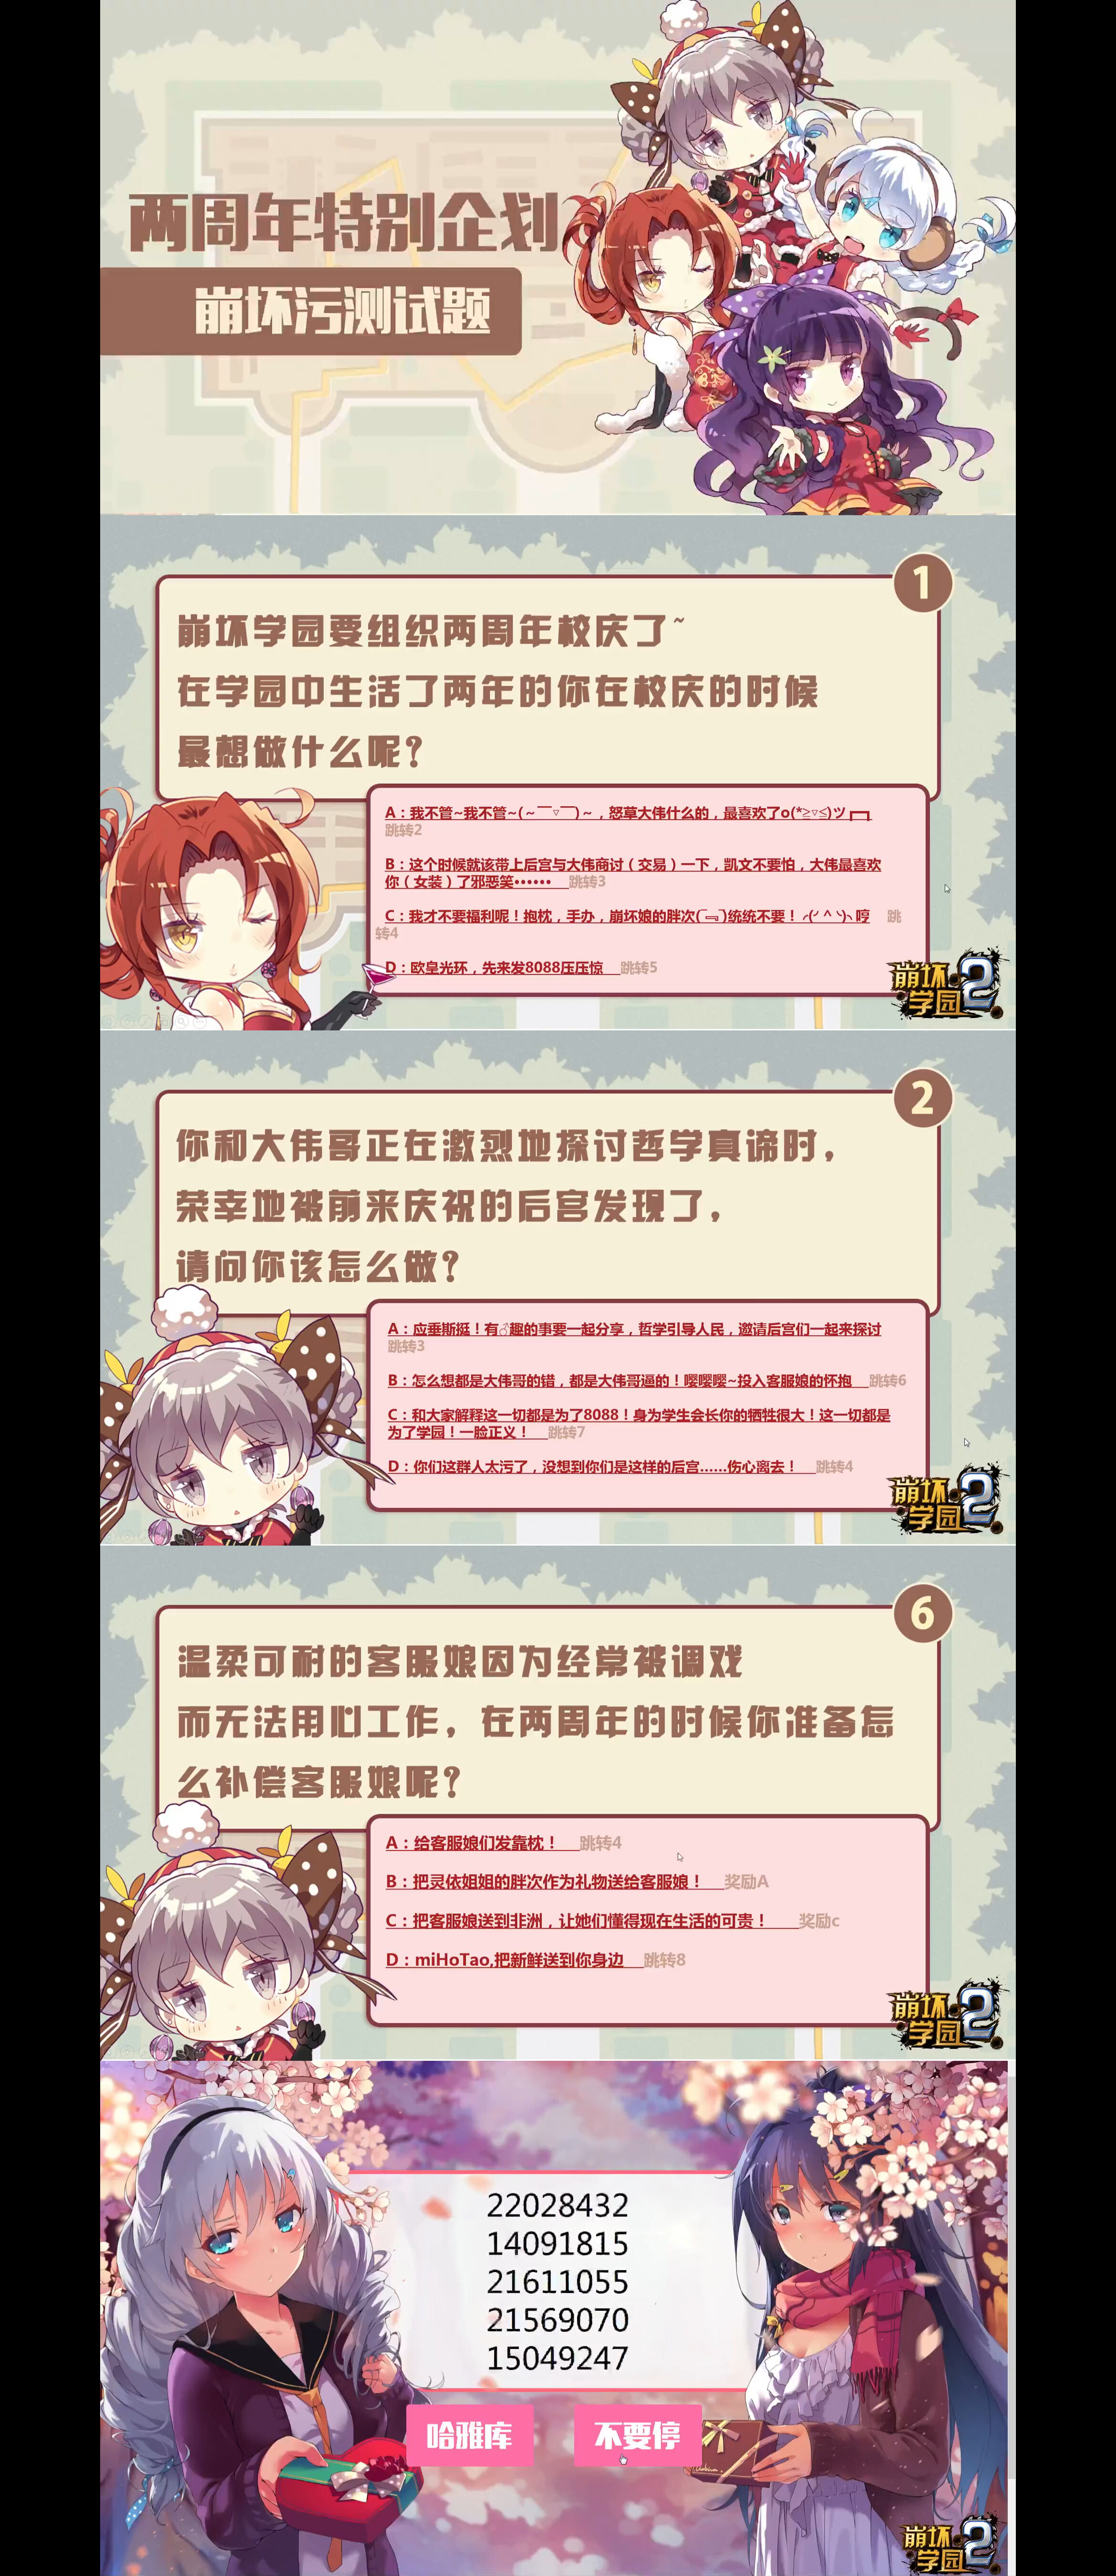 两周年特别企划
崩坏污测试题
1
崩坏学园要组织两周年校庆了~
在学园中生活了两年的你在校庆的时候
最想做什么呢?
A：我不管~我不管~(～￣▽￣)～，怒草大伟什么的，最喜欢了o(*≥▽≤)ツ┏━┓
跳转2
B：这个时候就该带上后宫与大伟商讨（交易）一下，凯文不要怕，大伟最喜欢
你（女装）了邪恶笑•••••• 跳转3
C：我才不要福利呢！抱枕，手办，崩坏娘的胖次(‾﹃‾)统统不要！╭(╯^╰)╮哼 跳
转4
D：欧皇光环，先来发8088压压惊 跳转5
崩坏
学园2
2
你和大伟哥正在激烈地探讨哲学真谛时，
荣幸地被前来庆祝的后宫发现了，
请问你该怎么做?
A：应垂斯挺！有♂趣的事要一起分享，哲学引导人民，邀请后宫们一起来探讨
跳转3
B：怎么想都是大伟哥的错，都是大伟哥逼的！嘤嘤嘤~投入客服娘的怀抱 跳转6
C：和大家解释这一切都是为了8088！身为学生会长你的牺牲很大！这一切都是
为了学园！一脸正义！ 跳转7
D：你们这群人太污了，没想到你们是这样的后宫......伤心离去！ 跳转4
崩坏
学园2
6
温柔可耐的客服娘因为经常被调戏
而无法用心工作，在两周年的时候你准备怎
么补偿客服娘呢?
A：给客服娘们发靠枕！ 跳转4
B：把灵依姐姐的胖次作为礼物送给客服娘！ 奖励A
C：把客服娘送到非洲，让她们懂得现在生活的可贵！ 奖励c
D：miHoTao,把新鲜送到你身边 跳转8
崩坏
学园2
22028432
14091815
21611055
21569070
15049247
哈雅库 不要停
崩坏
学园2